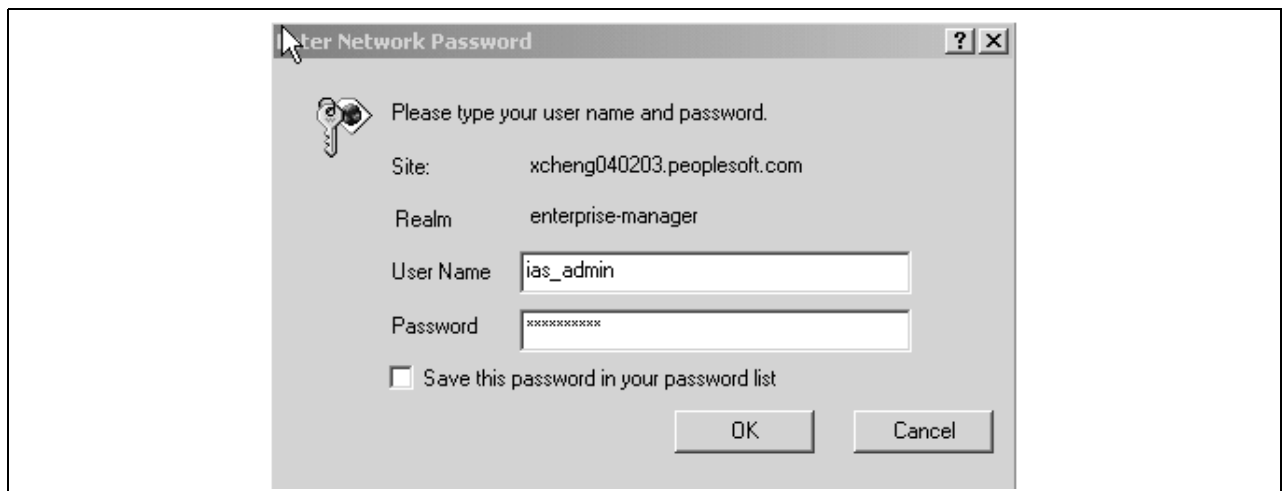 ter Network Password
Please type your user name and password.
Site: xcheng040203.peoplesoft.com
Realm enterprise-manager
User Name ias_admin
Password **********
Save this password in your password list
OK Cancel